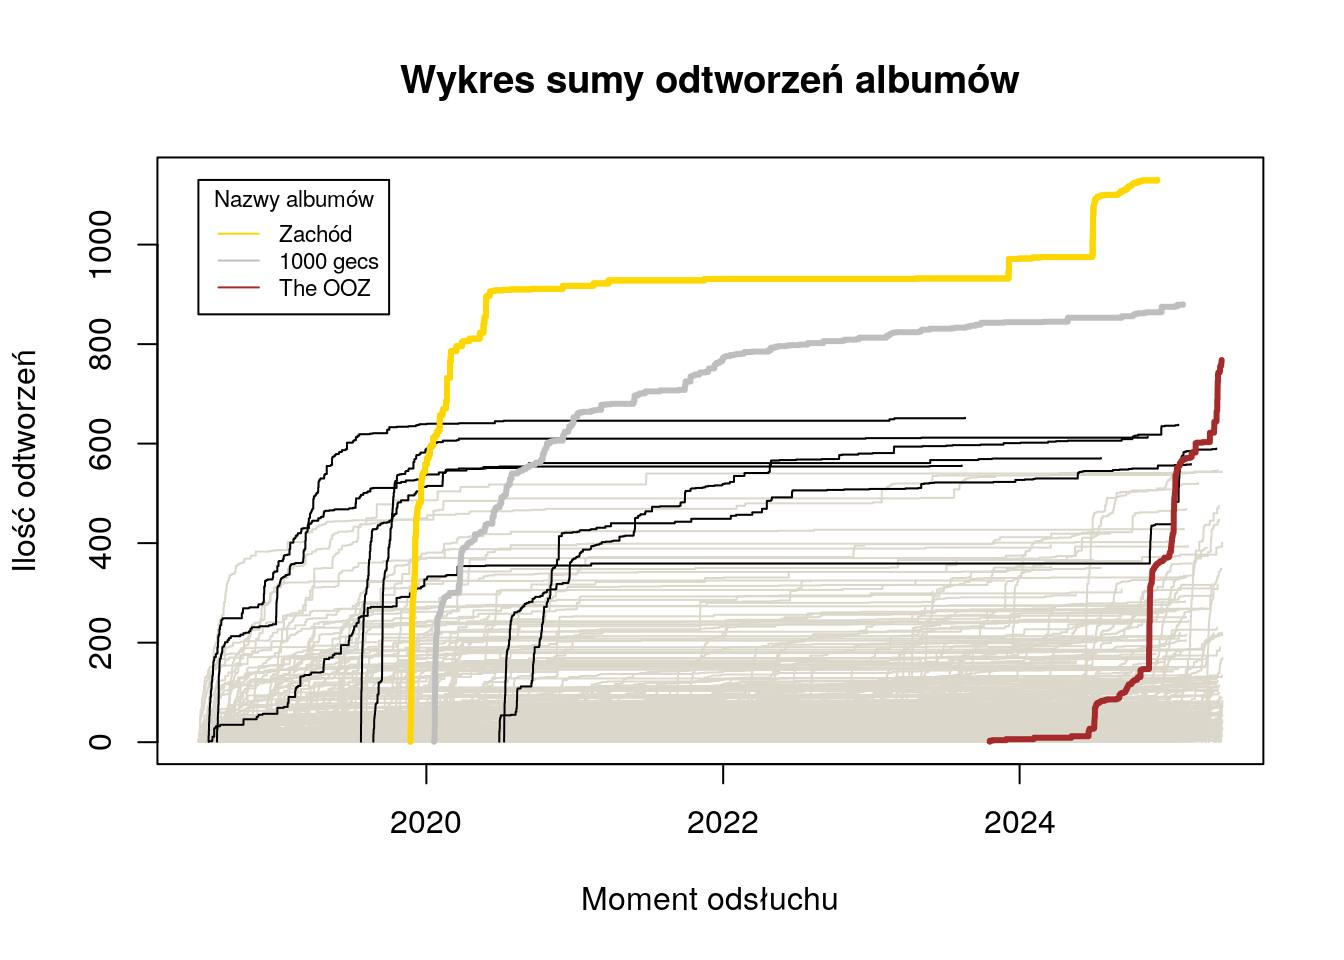 Wykres sumy odtworzeń albumów
Nazwy albumów
Zachód
1000 gecs
The OOZ
Ilość odtworzeń
0
200
400
600
800
1000
2020
2022
2024
Moment odsłuchu